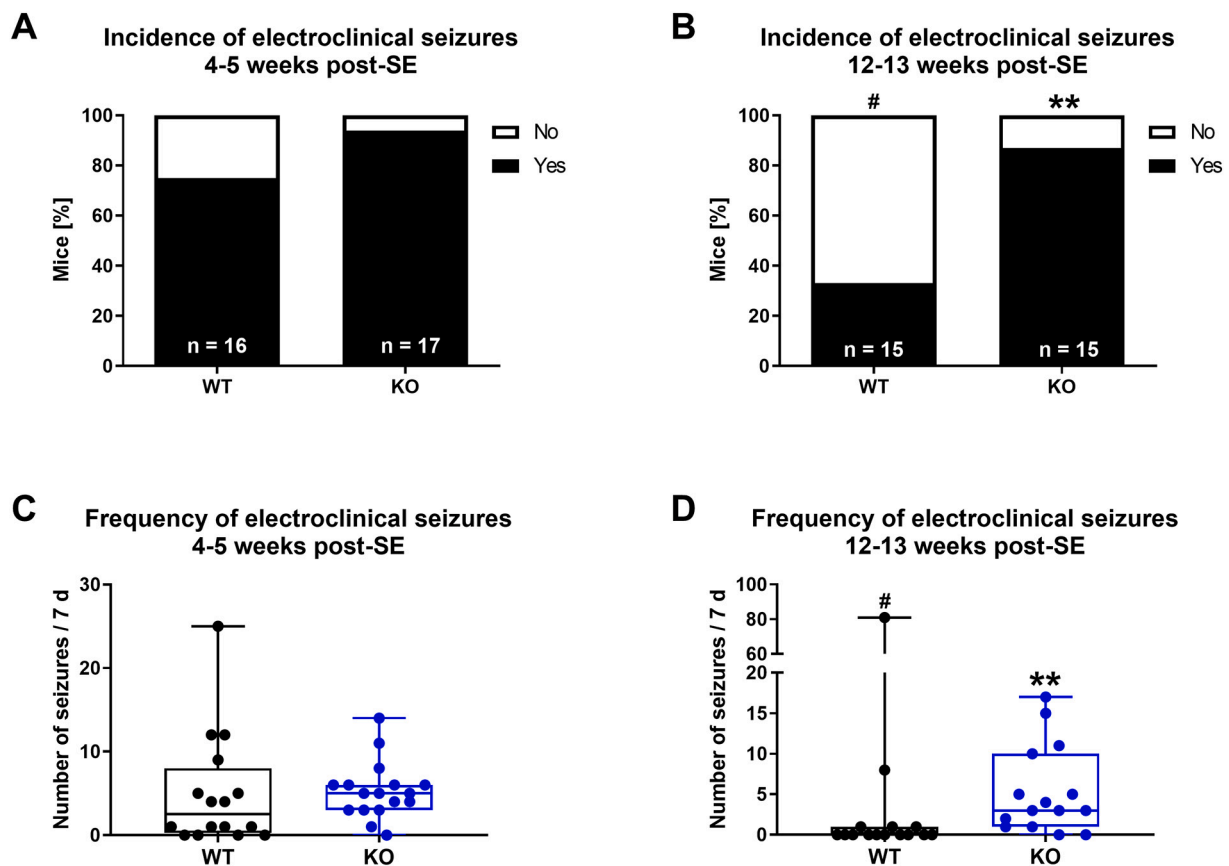 A
Incidence of electroclinical seizures
4-5 weeks post-SE
Mice [%]
100
80
60
40
20
0
n = 16
n = 17
WT
KO
No
Yes
B
Incidence of electroclinical seizures
12-13 weeks post-SE
Mice [%]
#
**
100
80
60
40
20
0
n = 15
n = 15
WT
KO
No
Yes
C
Frequency of electroclinical seizures
4-5 weeks post-SE
Number of seizures / 7 d
30
20
10
0
WT
KO
D
Frequency of electroclinical seizures
12-13 weeks post-SE
Number of seizures / 7 d
100
80
60
20
15
10
5
0
#
**
WT
KO